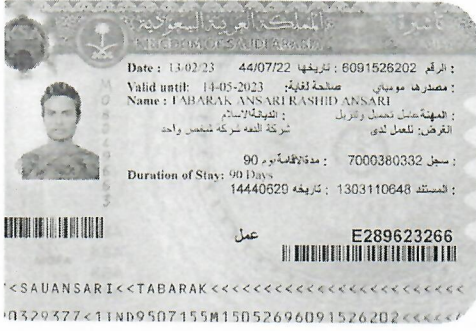 المملكة العربية السعودية تأشيرة
KINGDOM OF SAUDI ARABIA
Date : 13/02/23 44/07/22 : تاريخها 6091526202 : الرقم
Valid until: 14-05-2023 صالحة لغاية: مصدرها مومباي :
Name : TABARAK ANSARI RASHID ANSARI
المهنة عامل تحميل وتنزيل : الديانة الاسلام
الغرض: للعمل لدى شركة شخص واحد
سجل 7000380332 : مدة الاقامة يوم 90
Duration of Stay: 90 Days
المستند 1303110648 : تاريخه 14440629
عمل E289623266
<SAUANSARI<<TABARAK<<<<<<<<<<<<<<<<<<<<
0329377<1IND9507155M1505269609152620 2<<<<<